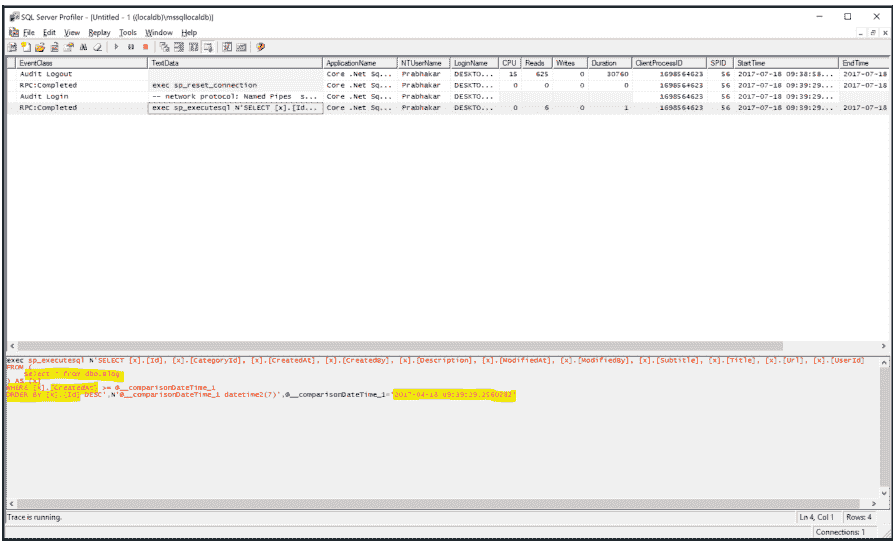 SQL Server Profiler - [Untitled - 1 ((localdb)\mssqllocaldb)]
File Edit View Replay Tools Window Help
EventClass TextData ApplicationName NTUserName LoginName CPU Reads Writes Duration ClientProcessID SPID StartTime EndTime
Audit Logout Core .Net Sq... Prabhakar DESKTO... 15 625 0 30760 1698564623 56 2017-07-18 09:38:58... 2017-07-18
RPC:Completed exec sp_reset_connection Core .Net Sq... Prabhakar DESKTO... 0 0 0 0 1698564623 56 2017-07-18 09:39:29... 2017-07-18
Audit Login -- network protocol: Named Pipes s... Core .Net Sq... Prabhakar DESKTO... 1698564623 56 2017-07-18 09:39:29...
RPC:Completed exec sp_executesql N'SELECT [x].[Id... Core .Net Sq... Prabhakar DESKTO... 0 6 0 1 1698564623 56 2017-07-18 09:39:29... 2017-07-18
exec sp_executesql N'SELECT [x].[Id], [x].[CategoryId], [x].[CreatedAt], [x].[CreatedBy], [x].[Description], [x].[ModifiedAt], [x].[ModifiedBy], [x].[Subtitle], [x].[Title], [x].[Url], [x].[UserId]
FROM (
select * from dbo.Blog
) AS [x]
WHERE [x].[CreatedAt] >= @__comparisonDateTime_1
ORDER BY [x].[Id] DESC',N'@__comparisonDateTime_1 datetime2(7)',@__comparisonDateTime_1='2017-04-18 09:39:29.2560282'
Trace is running. Ln 4, Col 1 Rows: 4
Connections: 1